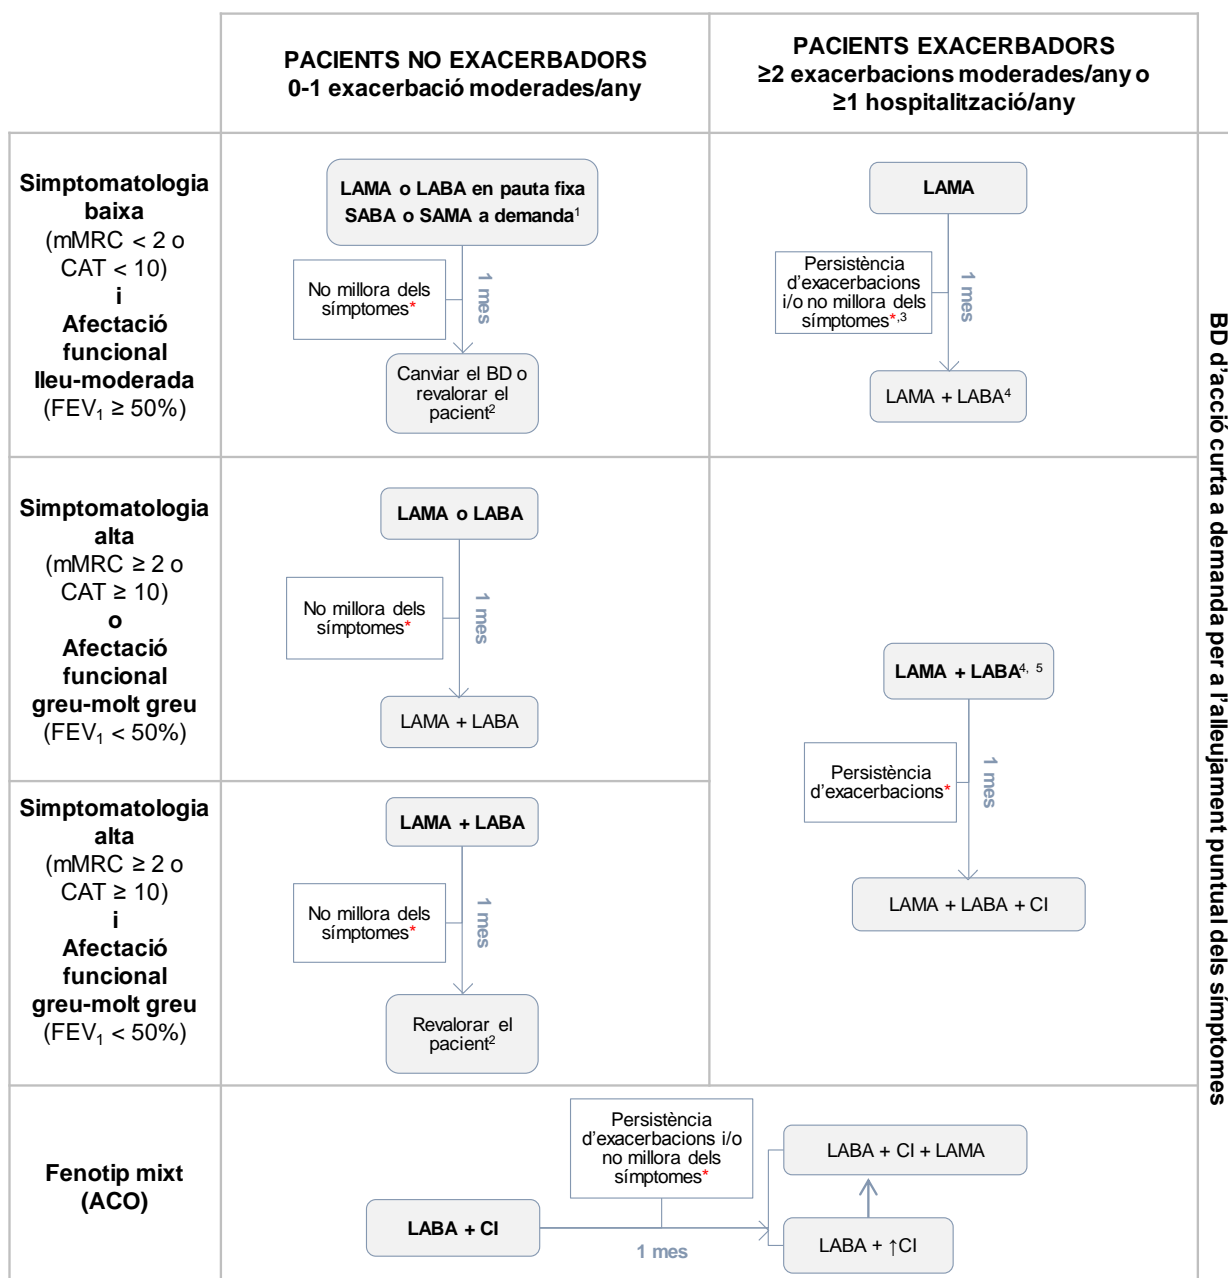 PACIENTS NO EXACERBADORS
0-1 exacerbació moderades/any
PACIENTS EXACERBADORS
≥2 exacerbacions moderades/any o
≥1 hospitalització/any
Simptomatologia
baixa
(mMRC < 2 o
CAT < 10)
i
Afectació
funcional
lleu-moderada
(FEV₁ ≥ 50%)
LAMA o LABA en pauta fixa
SABA o SAMA a demanda¹
No millora dels
símptomes*
1 mes
Canviar el BD o
revalorar el
pacient²
LAMA
Persistència
d'exacerbacions
i/o no millora dels
símptomes*,³
1 mes
LAMA + LABA⁴
Simptomatologia
alta
(mMRC ≥ 2 o
CAT ≥ 10)
o
Afectació
funcional
greu-molt greu
(FEV₁ < 50%)
LAMA o LABA
No millora dels
símptomes*
1 mes
LAMA + LABA
LAMA + LABA⁴, ⁵
Persistència
d'exacerbacions*
1 mes
LAMA + LABA + CI
Simptomatologia
alta
(mMRC ≥ 2 o
CAT ≥ 10)
i
Afectació
funcional
greu-molt greu
(FEV₁ < 50%)
LAMA + LABA
No millora dels
símptomes*
1 mes
Revalorar el
pacient²
Fenotip mixt
(ACO)
LABA + CI
Persistència
d'exacerbacions i/o
no millora dels
símptomes*
1 mes
LABA + CI + LAMA
LABA + ↑CI
BD d'acció curta a demanda per a l'alleujament puntual dels símptomes